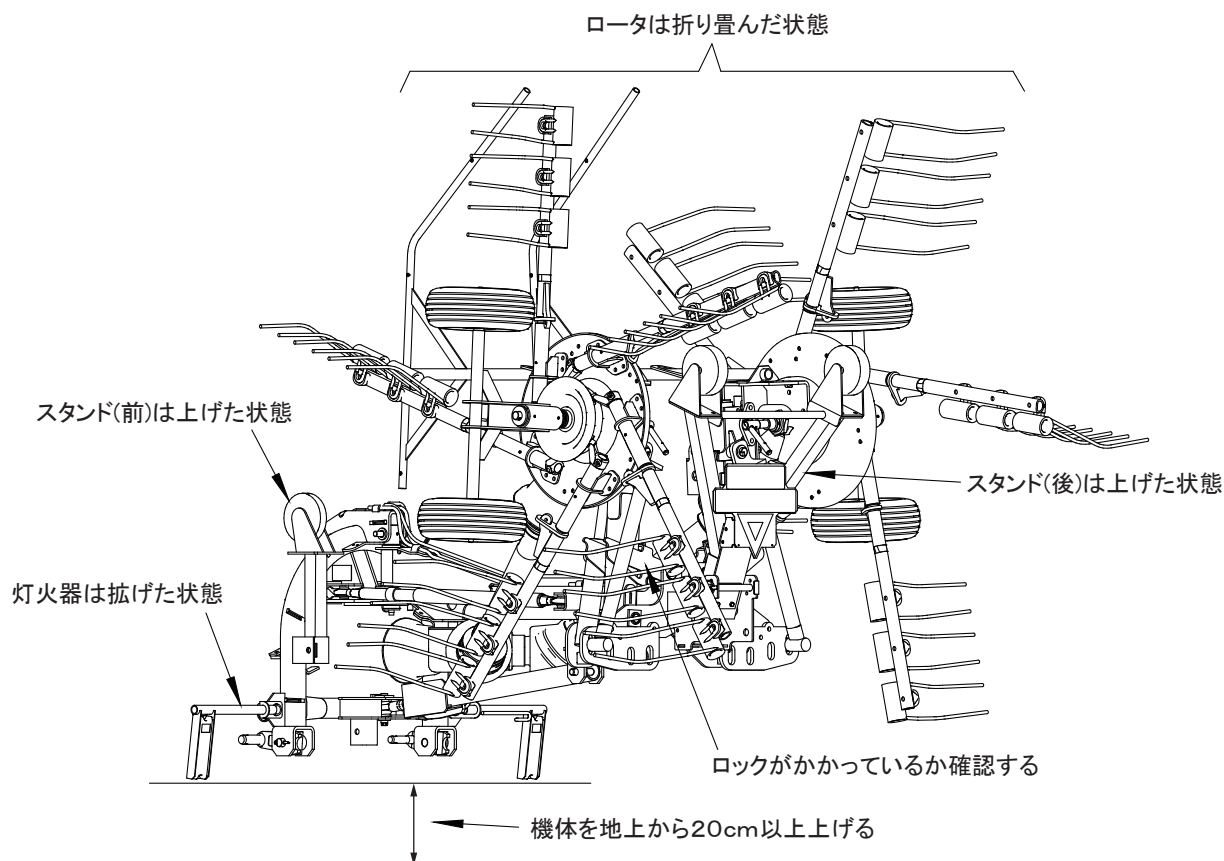 ロータは折り畳んだ状態
スタンド(前)は上げた状態
スタンド(後)は上げた状態
灯火器は拡げた状態
ロックがかかっているか確認する
機体を地上から20cm以上上げる